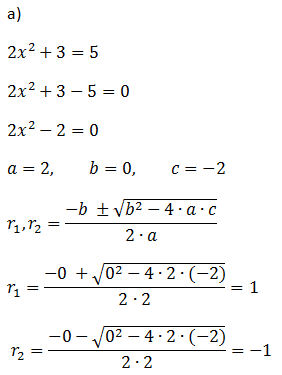 a)
2x² + 3 = 5
2x² + 3 − 5 = 0
2x² − 2 = 0
a = 2, b = 0, c = −2
r₁,r₂ = (−b ± √(b² − 4 · a · c)) / (2 · a)
r₁ = (−0 + √(0² − 4 · 2 · (−2))) / (2 · 2) = 1
r₂ = (−0 − √(0² − 4 · 2 · (−2))) / (2 · 2) = −1